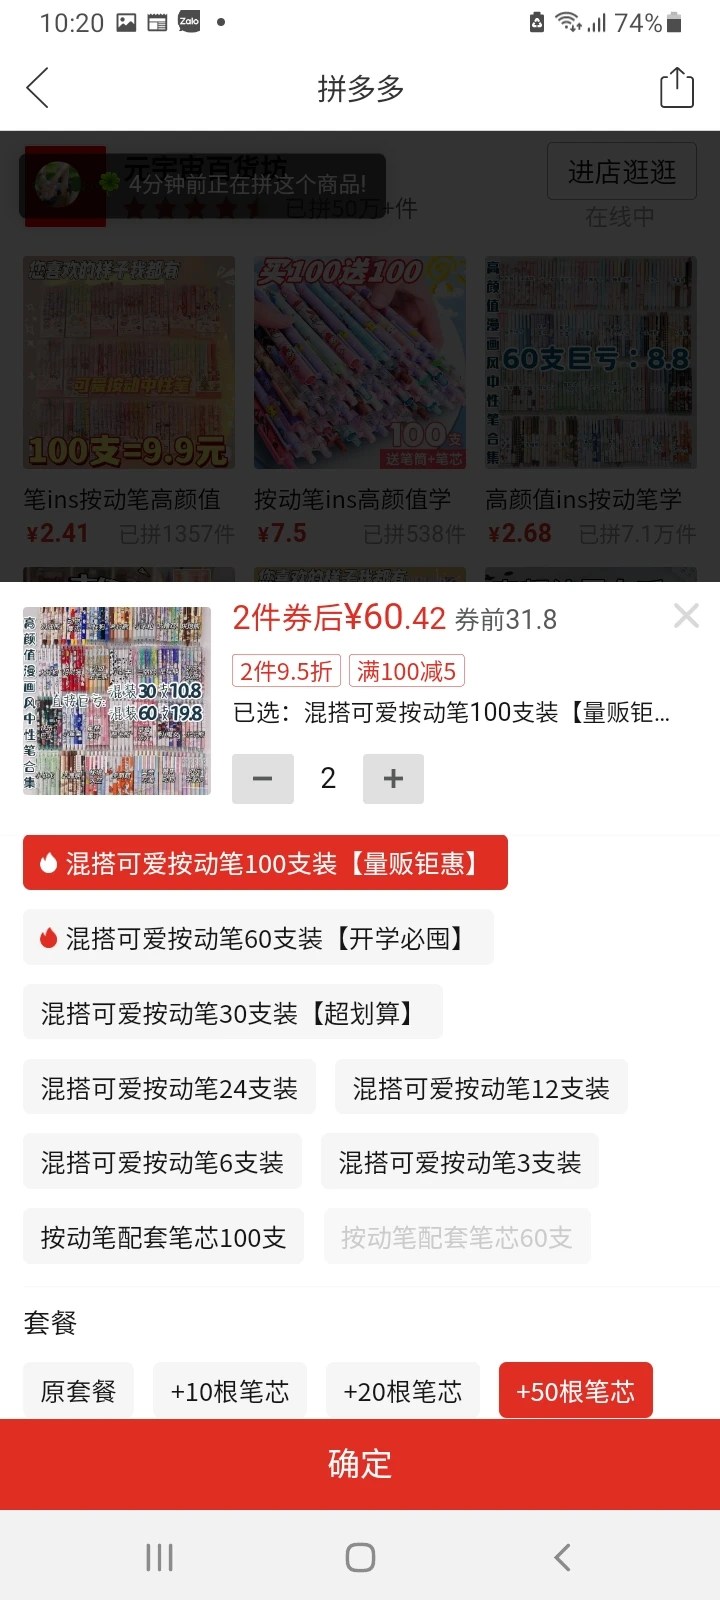 10:20 Zalo 74%
拼多多
元宇宙百货坊
4分钟前正在拼这个商品!
已拼50万+件
进店逛逛
在线中
您喜欢的样子我都有
可爱按动中性笔
100支=9.9元
买100送100
100支
送笔筒+笔芯
高颜值漫画风中性笔合集
60支巨亏:8.8
笔ins按动笔高颜值
按动笔ins高颜值学
高颜值ins按动笔学
¥2.41 已拼1357件
¥7.5 已拼538件
¥2.68 已拼7.1万件
高颜值漫画风中性笔合集
直接巨亏
混装30支10.8
混装60支19.8
2件券后¥60.42 券前31.8
2件9.5折 满100减5
已选：混搭可爱按动笔100支装【量贩钜...
2
混搭可爱按动笔100支装【量贩钜惠】
混搭可爱按动笔60支装【开学必囤】
混搭可爱按动笔30支装【超划算】
混搭可爱按动笔24支装
混搭可爱按动笔12支装
混搭可爱按动笔6支装
混搭可爱按动笔3支装
按动笔配套笔芯100支
按动笔配套笔芯60支
套餐
原套餐
+10根笔芯
+20根笔芯
+50根笔芯
确定